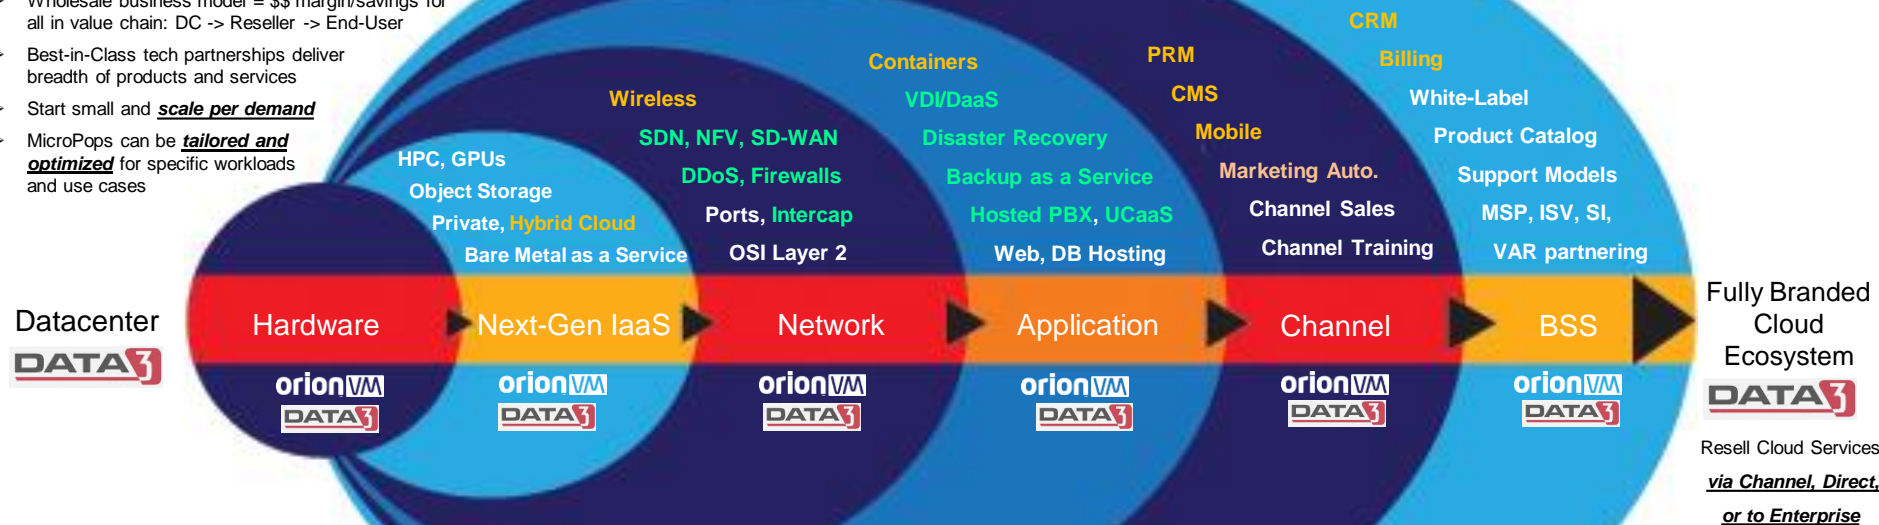 Wholesale business model = $$ margin/savings for
all in value chain: DC -> Reseller -> End-User
Best-in-Class tech partnerships deliver
breadth of products and services
Start small and scale per demand
MicroPops can be tailored and
optimized for specific workloads
and use cases
HPC, GPUs
Object Storage
Private, Hybrid Cloud
Bare Metal as a Service
Wireless
SDN, NFV, SD-WAN
DDoS, Firewalls
Ports, Intercap
OSI Layer 2
Containers
VDI/DaaS
Disaster Recovery
Backup as a Service
Hosted PBX, UCaaS
Web, DB Hosting
PRM
CMS
Mobile
Marketing Auto.
Channel Sales
Channel Training
CRM
Billing
White-Label
Product Catalog
Support Models
MSP, ISV, SI,
VAR partnering
Datacenter
DATA3
Hardware
Next-Gen IaaS
Network
Application
Channel
BSS
Fully Branded
Cloud
Ecosystem
DATA3
orionVM
DATA3
orionVM
DATA3
orionVM
DATA3
orionVM
DATA3
orionVM
DATA3
orionVM
DATA3
Resell Cloud Services
via Channel, Direct,
or to Enterprise